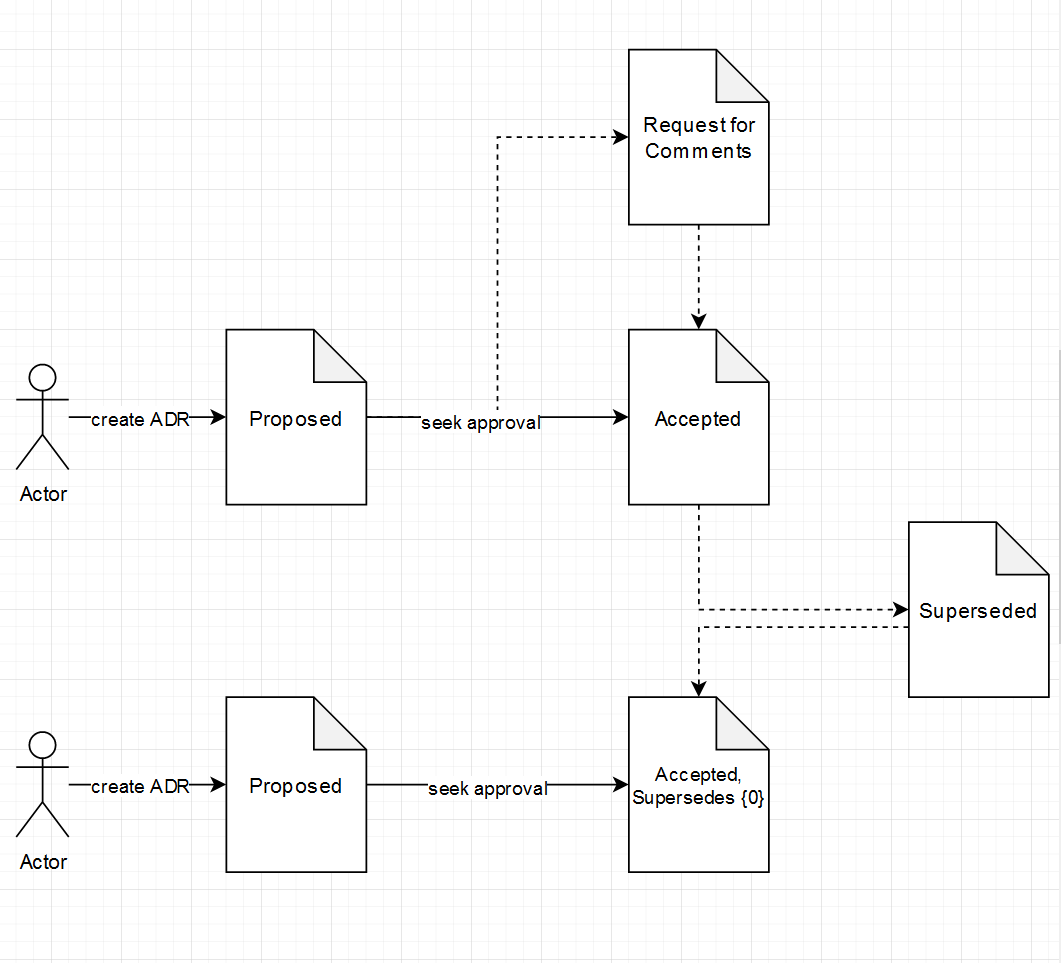 Request for
Comments
create ADR
Proposed
seek approval
Accepted
Actor
Superseded
create ADR
Proposed
seek approval
Accepted,
Supersedes {0}
Actor